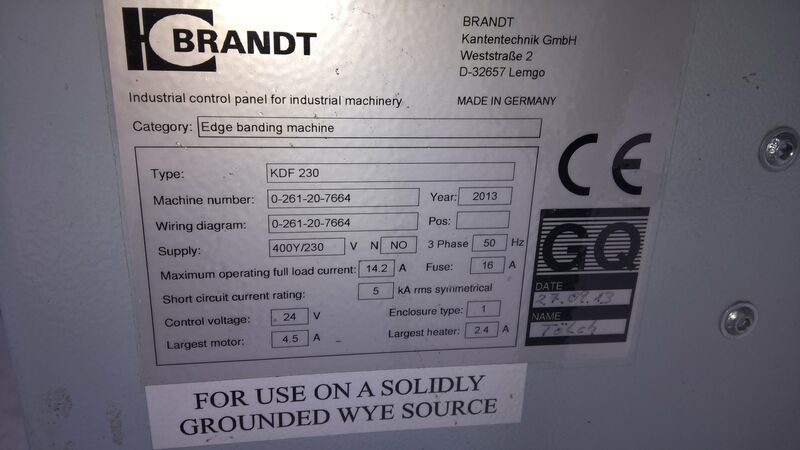 BRANDT
BRANDT
Kantentechnik GmbH
Weststraße 2
D-32657 Lemgo
Industrial control panel for industrial machinery
MADE IN GERMANY
Category: Edge banding machine
CE
Type: KDF 230
Machine number: 0-261-20-7664 Year: 2013
Wiring diagram: 0-261-20-7664 Pos:
Supply: 400Y/230 V N NO 3 Phase 50 Hz
Maximum operating full load current: 14.2 A Fuse: 16 A
Short circuit current rating: 5 kA rms symmetrical
Control voltage: 24 V Enclosure type: 1
Largest motor: 4.5 A Largest heater: 2.4 A
GQ
DATE
27.09.13
NAME
FOR USE ON A SOLIDLY
GROUNDED WYE SOURCE